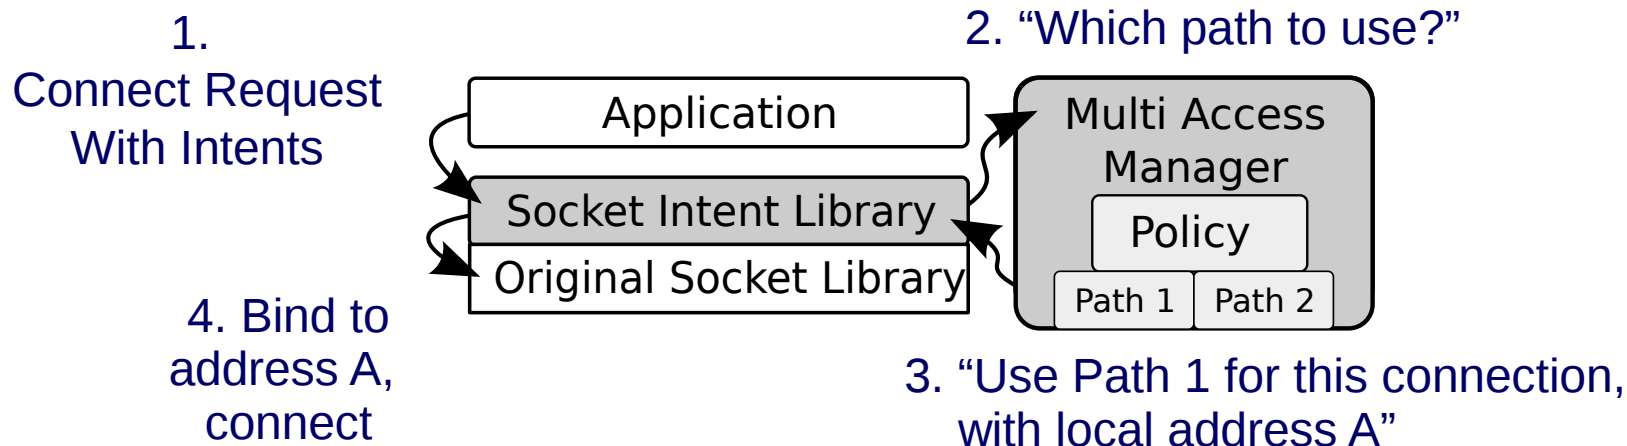 1.
Connect Request
With Intents
2. “Which path to use?”
Application
Socket Intent Library
Original Socket Library
Multi Access
Manager
Policy
Path 1
Path 2
3. “Use Path 1 for this connection,
with local address A”
4. Bind to
address A,
connect